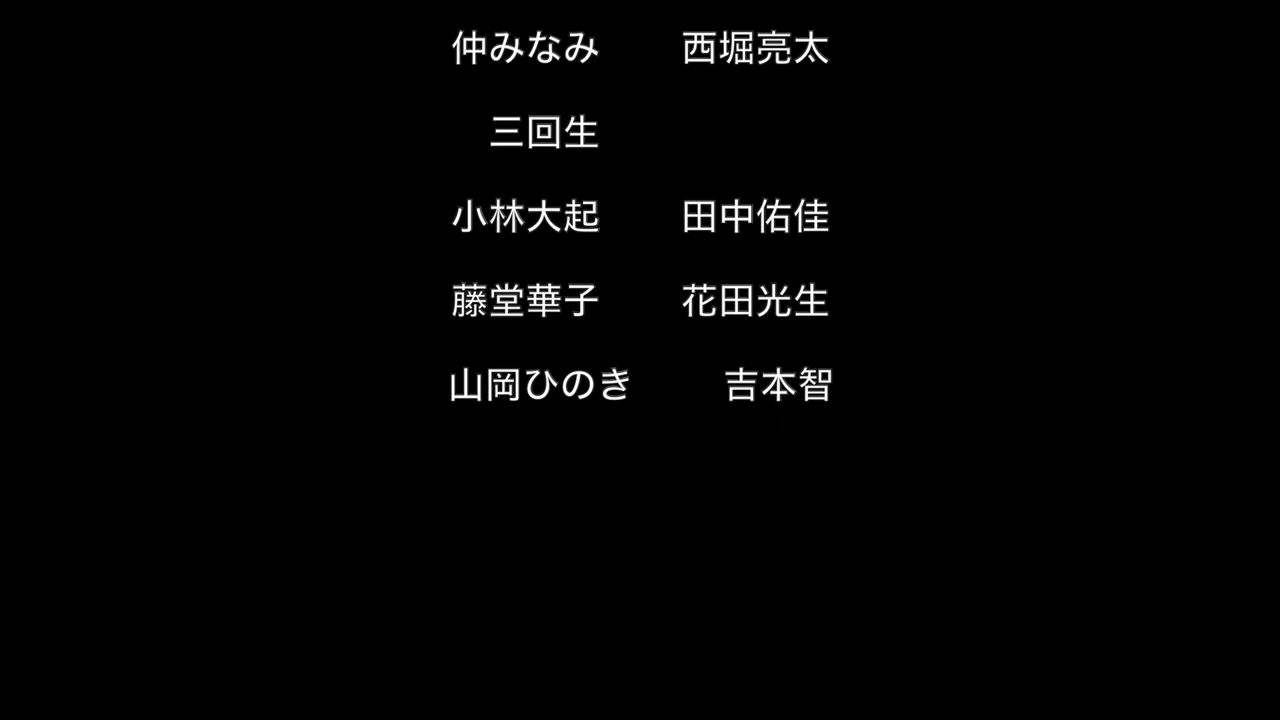 仲みなみ　　西堀亮太
三回生
小林大起　　田中佑佳
藤堂華子　　花田光生
山岡ひのき　　吉本智